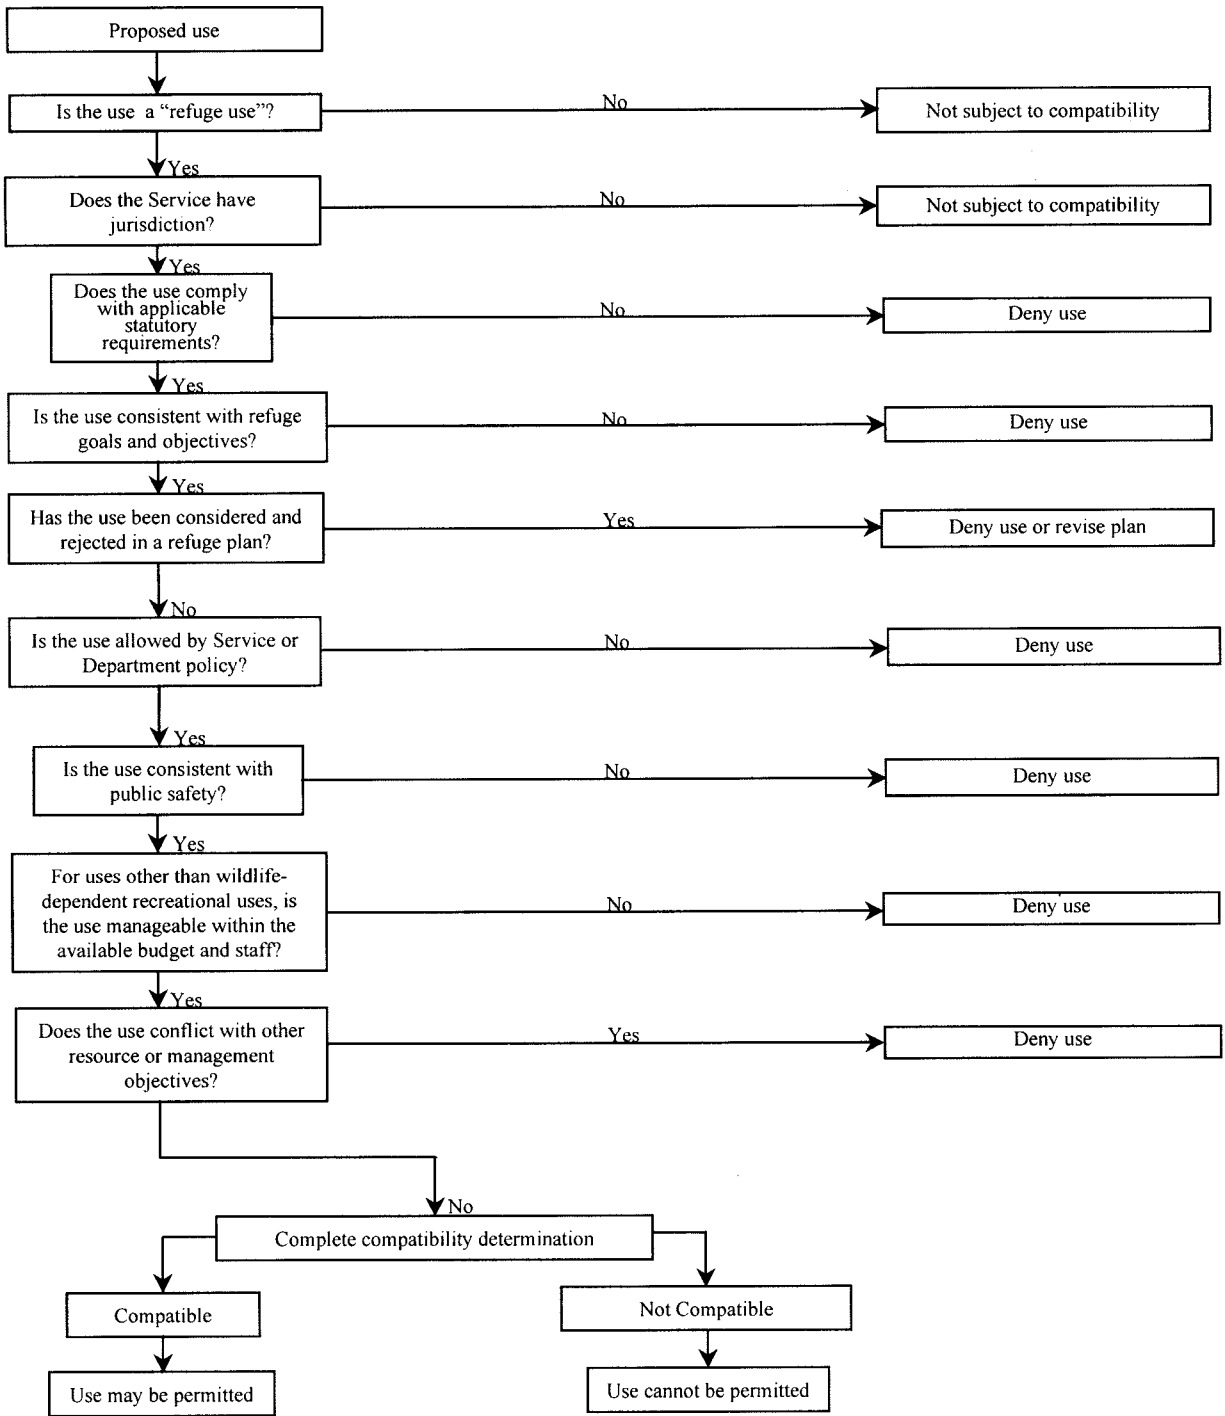 Proposed use
Is the use a “refuge use”?
No
Not subject to compatibility
Yes
Does the Service have
jurisdiction?
No
Not subject to compatibility
Yes
Does the use comply
with applicable
statutory
requirements?
No
Deny use
Yes
Is the use consistent with refuge
goals and objectives?
No
Deny use
Yes
Has the use been considered and
rejected in a refuge plan?
Yes
Deny use or revise plan
No
Is the use allowed by Service or
Department policy?
No
Deny use
Yes
Is the use consistent with
public safety?
No
Deny use
Yes
For uses other than wildlife-
dependent recreational uses, is
the use manageable within the
available budget and staff?
No
Deny use
Yes
Does the use conflict with other
resource or management
objectives?
Yes
Deny use
No
Complete compatibility determination
Compatible
Not Compatible
Use may be permitted
Use cannot be permitted